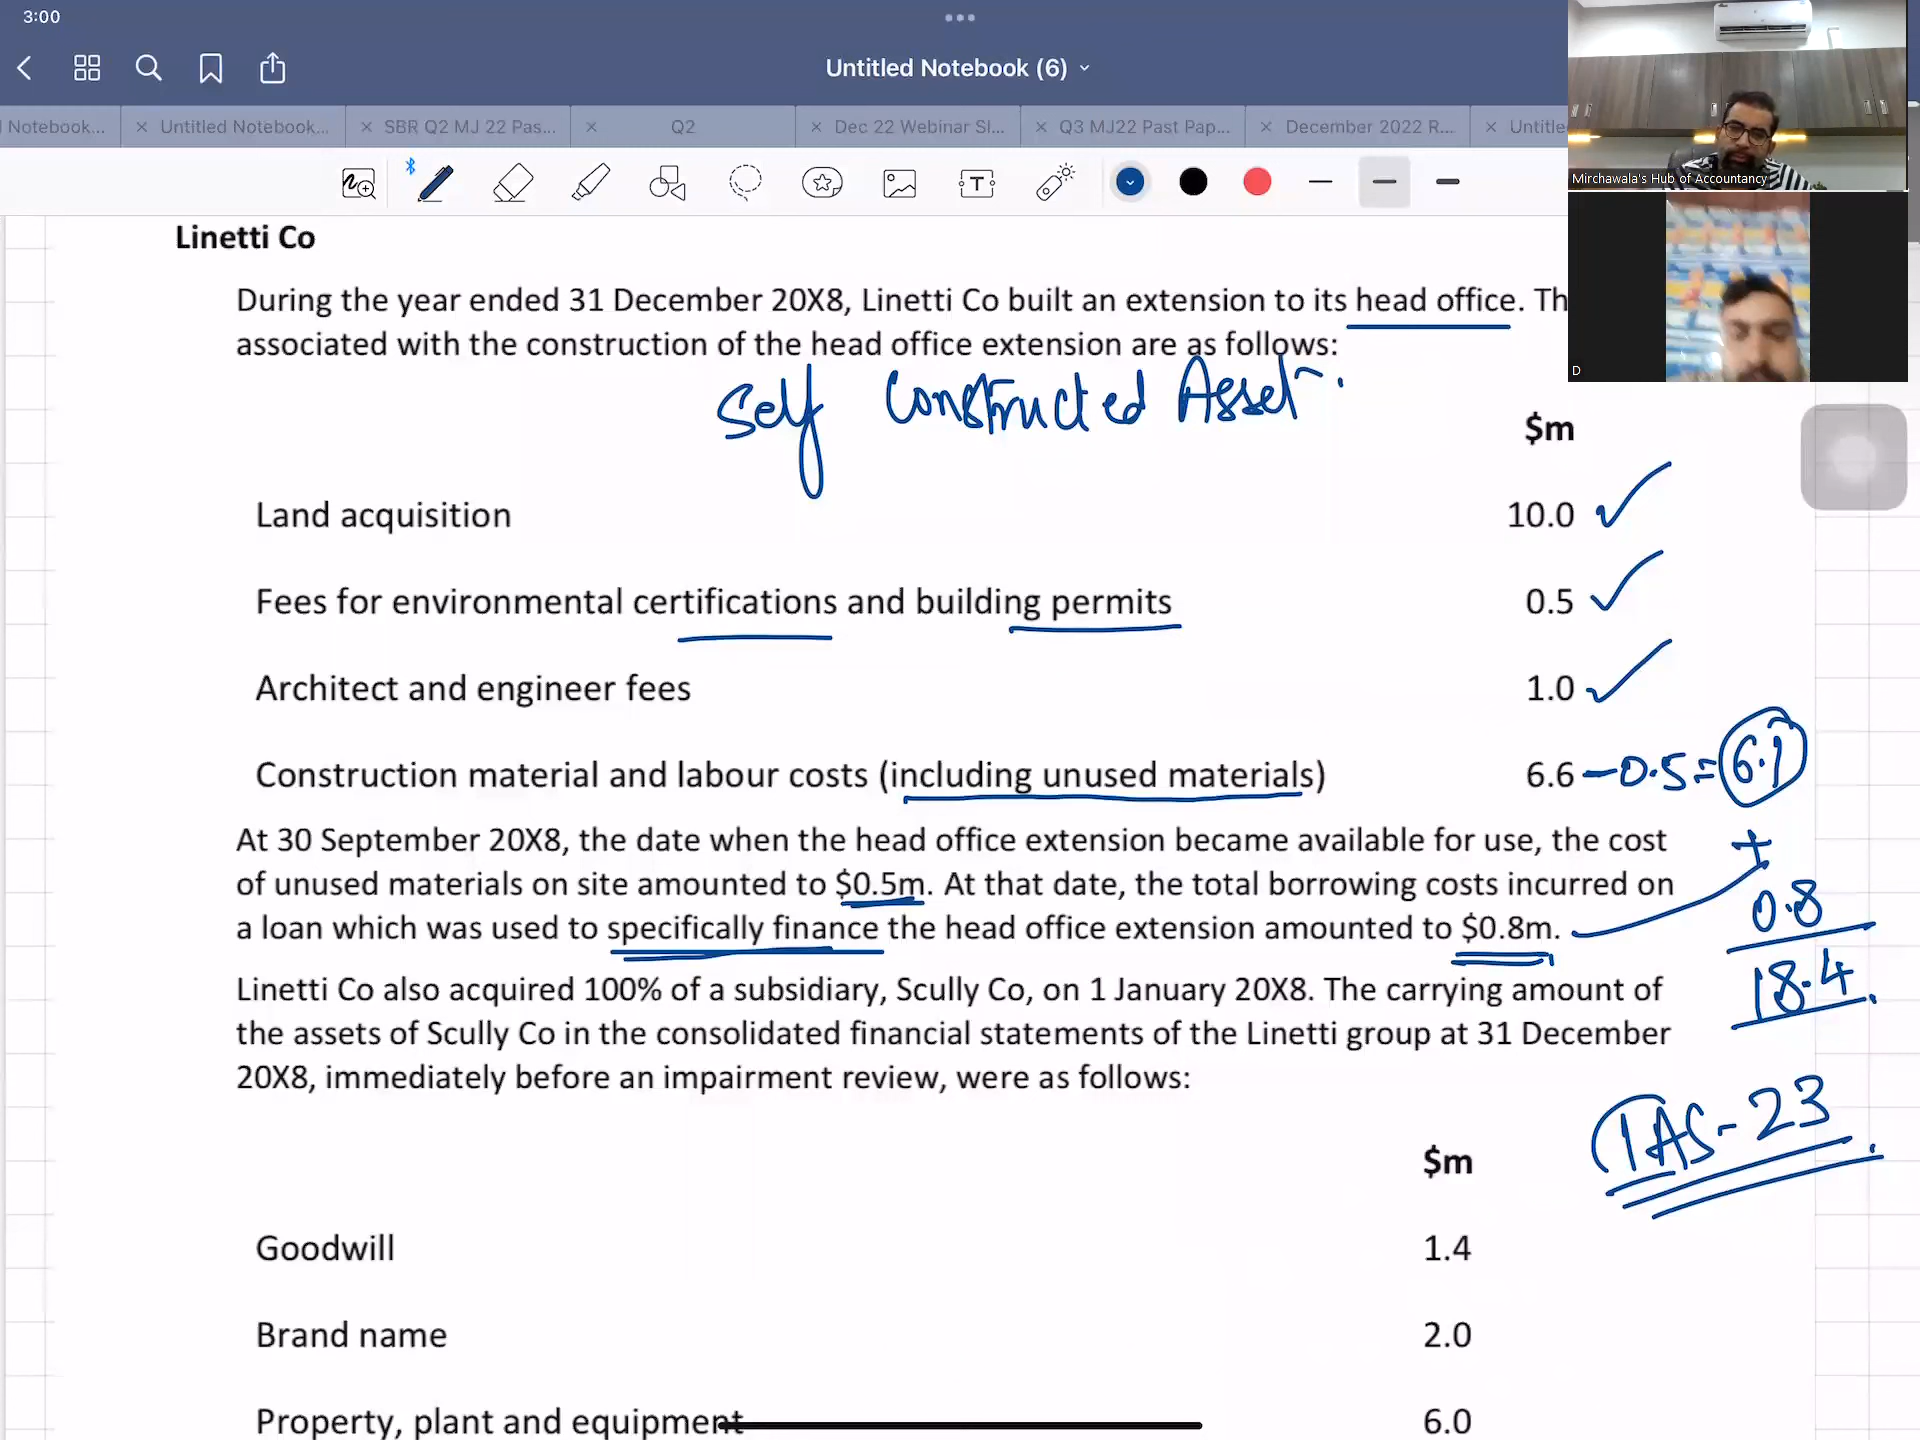 3:00
Untitled Notebook (6)
l Notebook...
Untitled Notebook...
SBR Q2 MJ 22 Pas...
Q2
Dec 22 Webinar Sl...
Q3 MJ22 Past Pap...
December 2022 R...
Untitle
T
Mirchawala's Hub of Accountancy
D
Linetti Co
During the year ended 31 December 20X8, Linetti Co built an extension to its head office. Th
associated with the construction of the head office extension are as follows:
Self Constructed Asset.
$m
Land acquisition 10.0
Fees for environmental certifications and building permits 0.5
Architect and engineer fees 1.0
Construction material and labour costs (including unused materials) 6.6 -0.5= 6.1
At 30 September 20X8, the date when the head office extension became available for use, the cost
of unused materials on site amounted to $0.5m. At that date, the total borrowing costs incurred on
a loan which was used to specifically finance the head office extension amounted to $0.8m.
+
0.8
18.4
Linetti Co also acquired 100% of a subsidiary, Scully Co, on 1 January 20X8. The carrying amount of
the assets of Scully Co in the consolidated financial statements of the Linetti group at 31 December
20X8, immediately before an impairment review, were as follows:
IAS-23
$m
Goodwill 1.4
Brand name 2.0
Property, plant and equipment 6.0